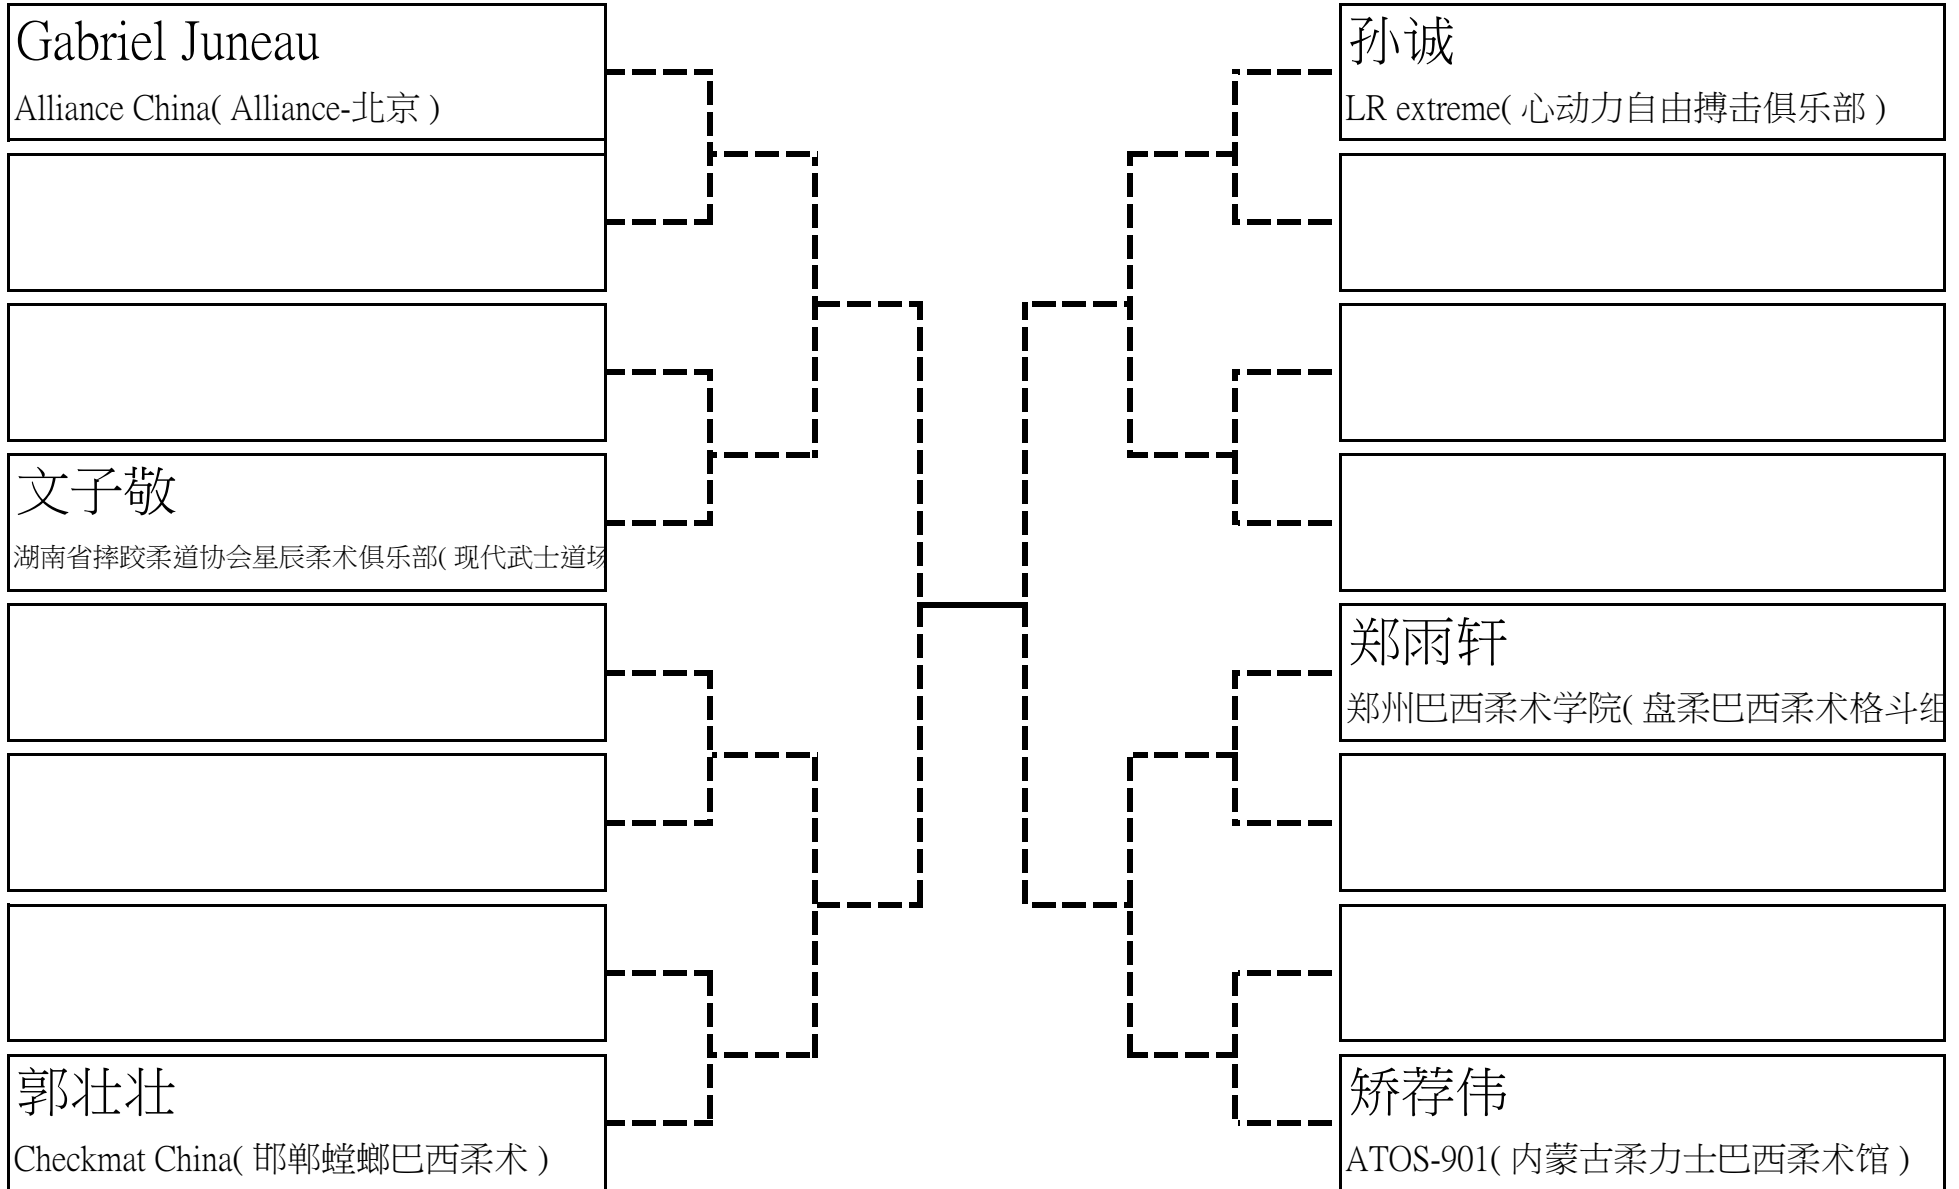 Gabriel Juneau
Alliance China( Alliance-北京 )
文子敬
湖南省摔跤柔道协会星辰柔术俱乐部( 现代武士道场
郭壮壮
Checkmat China( 邯郸螳螂巴西柔术 )
孙诚
LR extreme( 心动力自由搏击俱乐部 )
郑雨轩
郑州巴西柔术学院( 盘柔巴西柔术格斗组
矫荐伟
ATOS-901( 内蒙古柔力士巴西柔术馆 )